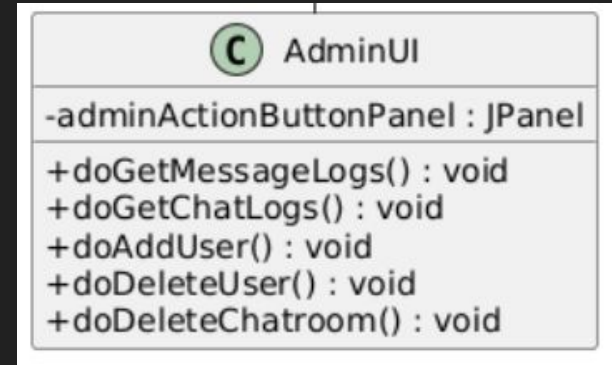 C AdminUI
-adminActionButtonPanel : JPanel
+doGetMessageLogs() : void
+doGetChatLogs() : void
+doAddUser() : void
+doDeleteUser() : void
+doDeleteChatroom() : void